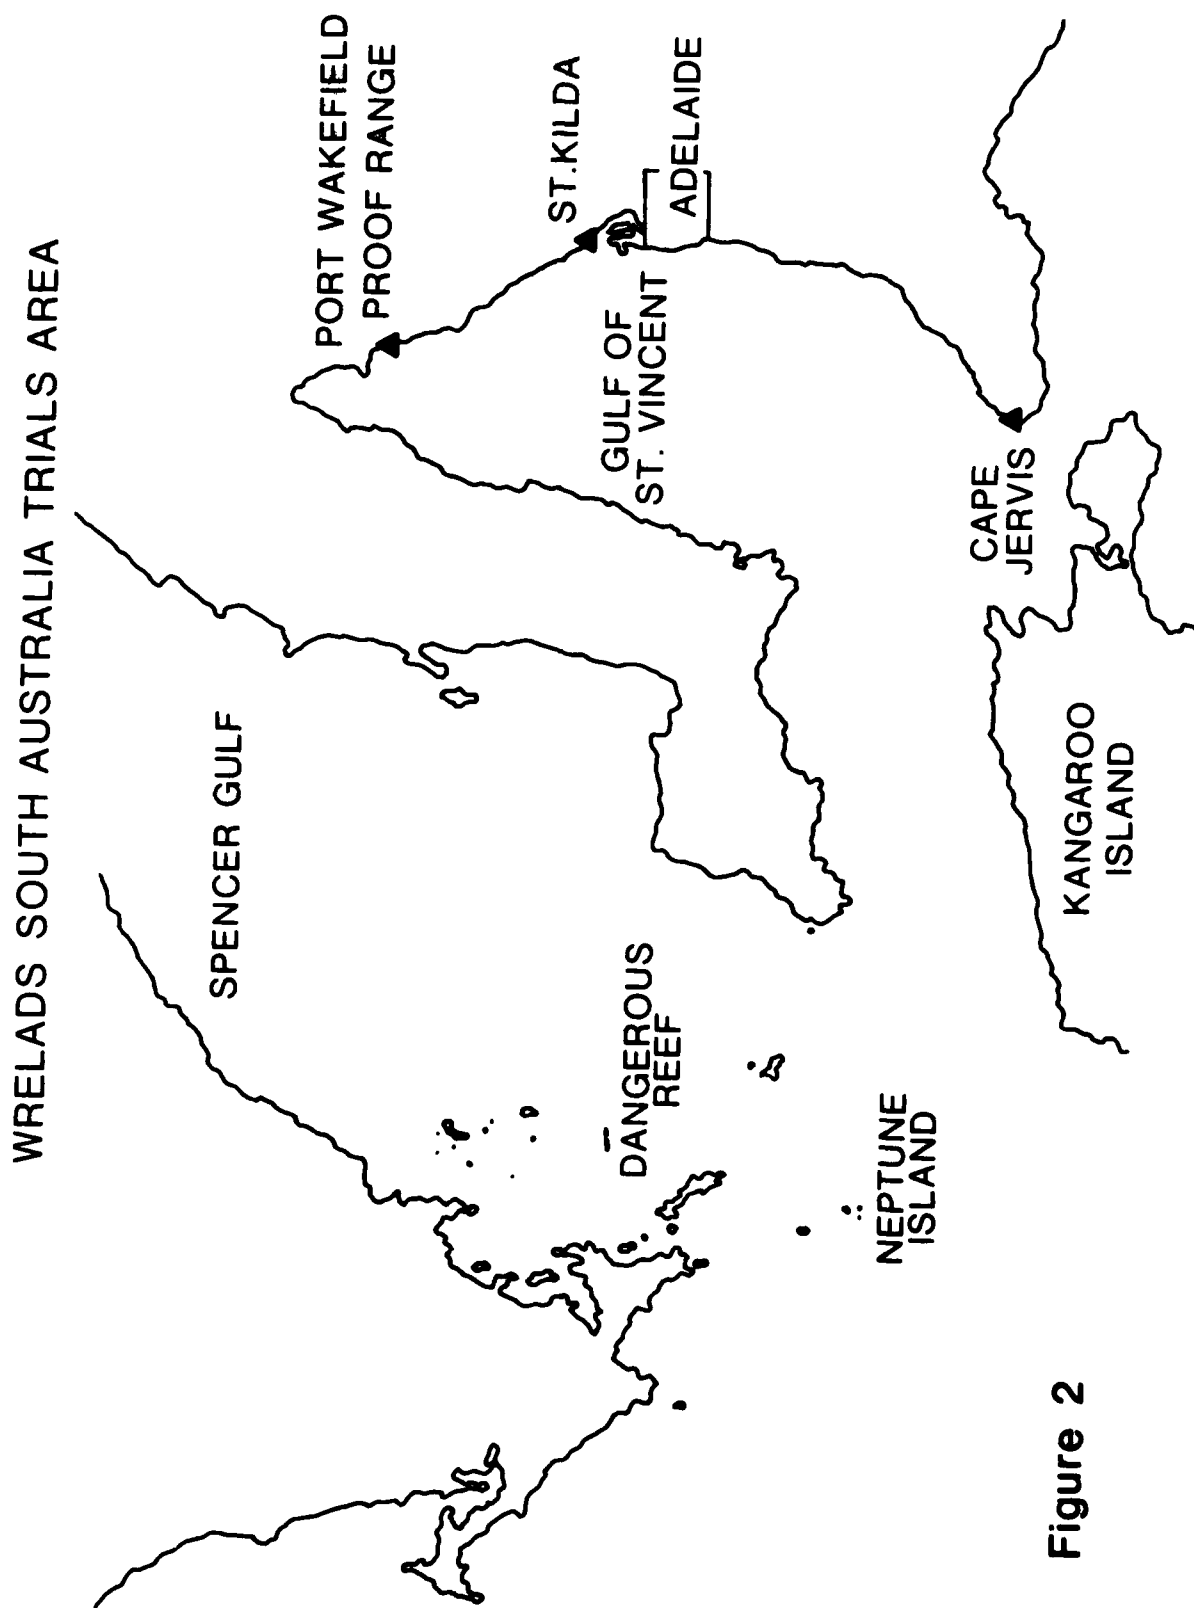 WRELADS SOUTH AUSTRALIA TRIALS AREA
PORT WAKEFIELD
PROOF RANGE
SPENCER GULF
ST.KILDA
ADELAIDE
GULF OF
ST. VINCENT
DANGEROUS
REEF
NEPTUNE
ISLAND
CAPE
JERVIS
KANGAROO
ISLAND
Figure 2